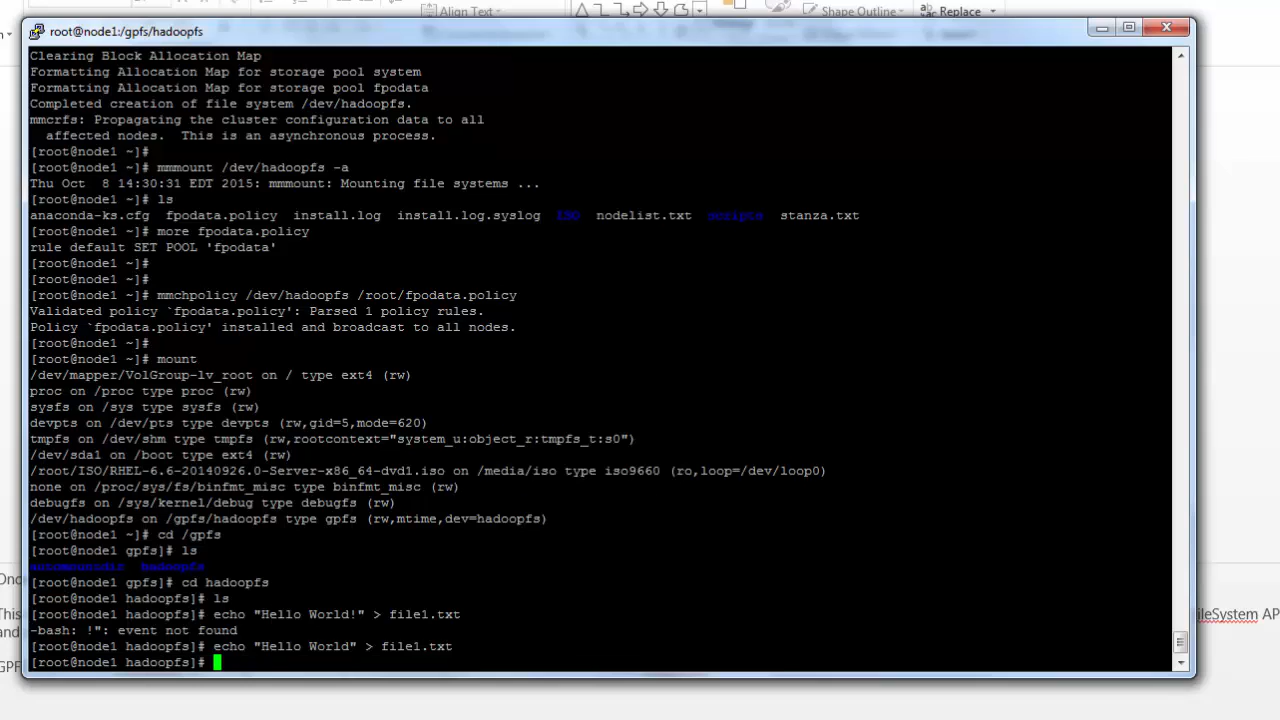 Align Text
Shape Outline
Replace
root@node1:/gpfs/hadoopfs
Clearing Block Allocation Map
Formatting Allocation Map for storage pool system
Formatting Allocation Map for storage pool fpodata
Completed creation of file system /dev/hadoopfs.
mmcrfs: Propagating the cluster configuration data to all
  affected nodes.  This is an asynchronous process.
[root@node1 ~]#
[root@node1 ~]# mmmount /dev/hadoopfs -a
Thu Oct  8 14:30:31 EDT 2015: mmmount: Mounting file systems ...
[root@node1 ~]# ls
anaconda-ks.cfg  fpodata.policy  install.log  install.log.syslog  ISO  nodelist.txt  scripts  stanza.txt
[root@node1 ~]# more fpodata.policy
rule default SET POOL 'fpodata'
[root@node1 ~]#
[root@node1 ~]#
[root@node1 ~]# mmchpolicy /dev/hadoopfs /root/fpodata.policy
Validated policy `fpodata.policy': Parsed 1 policy rules.
Policy `fpodata.policy' installed and broadcast to all nodes.
[root@node1 ~]#
[root@node1 ~]# mount
/dev/mapper/VolGroup-lv_root on / type ext4 (rw)
proc on /proc type proc (rw)
sysfs on /sys type sysfs (rw)
devpts on /dev/pts type devpts (rw,gid=5,mode=620)
tmpfs on /dev/shm type tmpfs (rw,rootcontext="system_u:object_r:tmpfs_t:s0")
/dev/sda1 on /boot type ext4 (rw)
/root/ISO/RHEL-6.6-20140926.0-Server-x86_64-dvd1.iso on /media/iso type iso9660 (ro,loop=/dev/loop0)
none on /proc/sys/fs/binfmt_misc type binfmt_misc (rw)
debugfs on /sys/kernel/debug type debugfs (rw)
/dev/hadoopfs on /gpfs/hadoopfs type gpfs (rw,mtime,dev=hadoopfs)
[root@node1 ~]# cd /gpfs
[root@node1 gpfs]# ls
hadoopfs
[root@node1 gpfs]# cd hadoopfs
[root@node1 hadoopfs]# ls
[root@node1 hadoopfs]# echo "Hello World!" > file1.txt
-bash: !": event not found
[root@node1 hadoopfs]# echo "Hello World" > file1.txt
[root@node1 hadoopfs]#
Onc
This
ileSystem AP
and
GPF